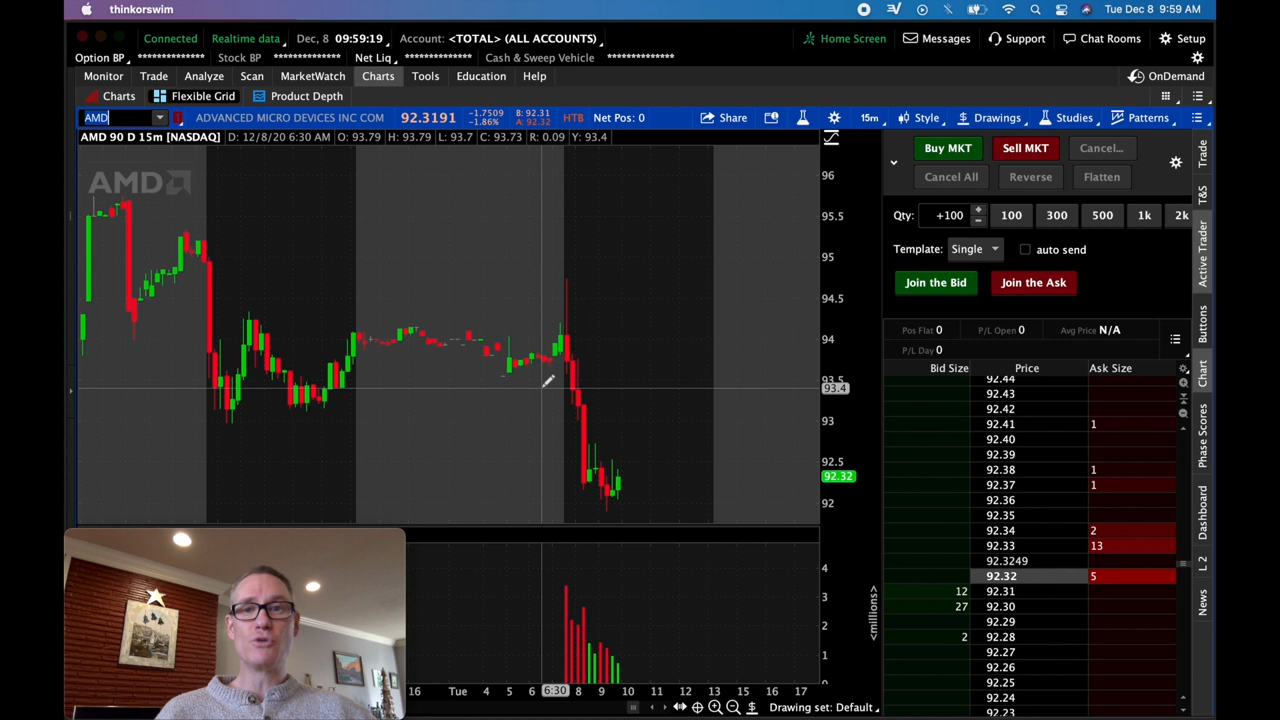 thinkorswim Tue Dec 8 9:59 AM
Connected Realtime data Dec, 8 09:59:19 Account: <TOTAL> (ALL ACCOUNTS) Home Screen Messages Support Chat Rooms Setup
Option BP ************** Stock BP ************** Net Liq ************** Cash & Sweep Vehicle **************
Monitor Trade Analyze Scan MarketWatch Charts Tools Education Help OnDemand
Charts Flexible Grid Product Depth
AMD ADVANCED MICRO DEVICES INC COM 92.3191 -1.7509 B: 92.31 HTB Net Pos: 0 Share 15m Style Drawings Studies Patterns
-1.86% A: 92.32
AMD 90 D 15m [NASDAQ] D: 12/8/20 6:30 AM O: 93.79 H: 93.79 L: 93.7 C: 93.73 R: 0.09 Y: 93.4
AMD
96
95.5
95
94.5
94
93.5
93.4
93
92.5
92.32
92
4
3
2
1
0
<millions>
16 Tue 4 5 6 6:30 8 9 10 11 12 13 14 15 16 17
Drawing set: Default
Buy MKT Sell MKT Cancel...
Cancel All Reverse Flatten
Qty: +100 100 300 500 1k 2k
Template: Single auto send
Join the Bid Join the Ask
Pos Flat 0 P/L Open 0 Avg Price N/A
P/L Day 0
Bid Size Price Ask Size
92.44
92.43
92.42
92.41 1
92.40
92.39
92.38 1
92.37 1
92.36
92.35
92.34 2
92.33 13
92.3249
92.32 5
12 92.31
27 92.30
92.29
2 92.28
92.27
92.26
92.25
92.24
92.23
Trade
T&S
Active Trader
Buttons
Chart
Phase Scores
Dashboard
L 2
News